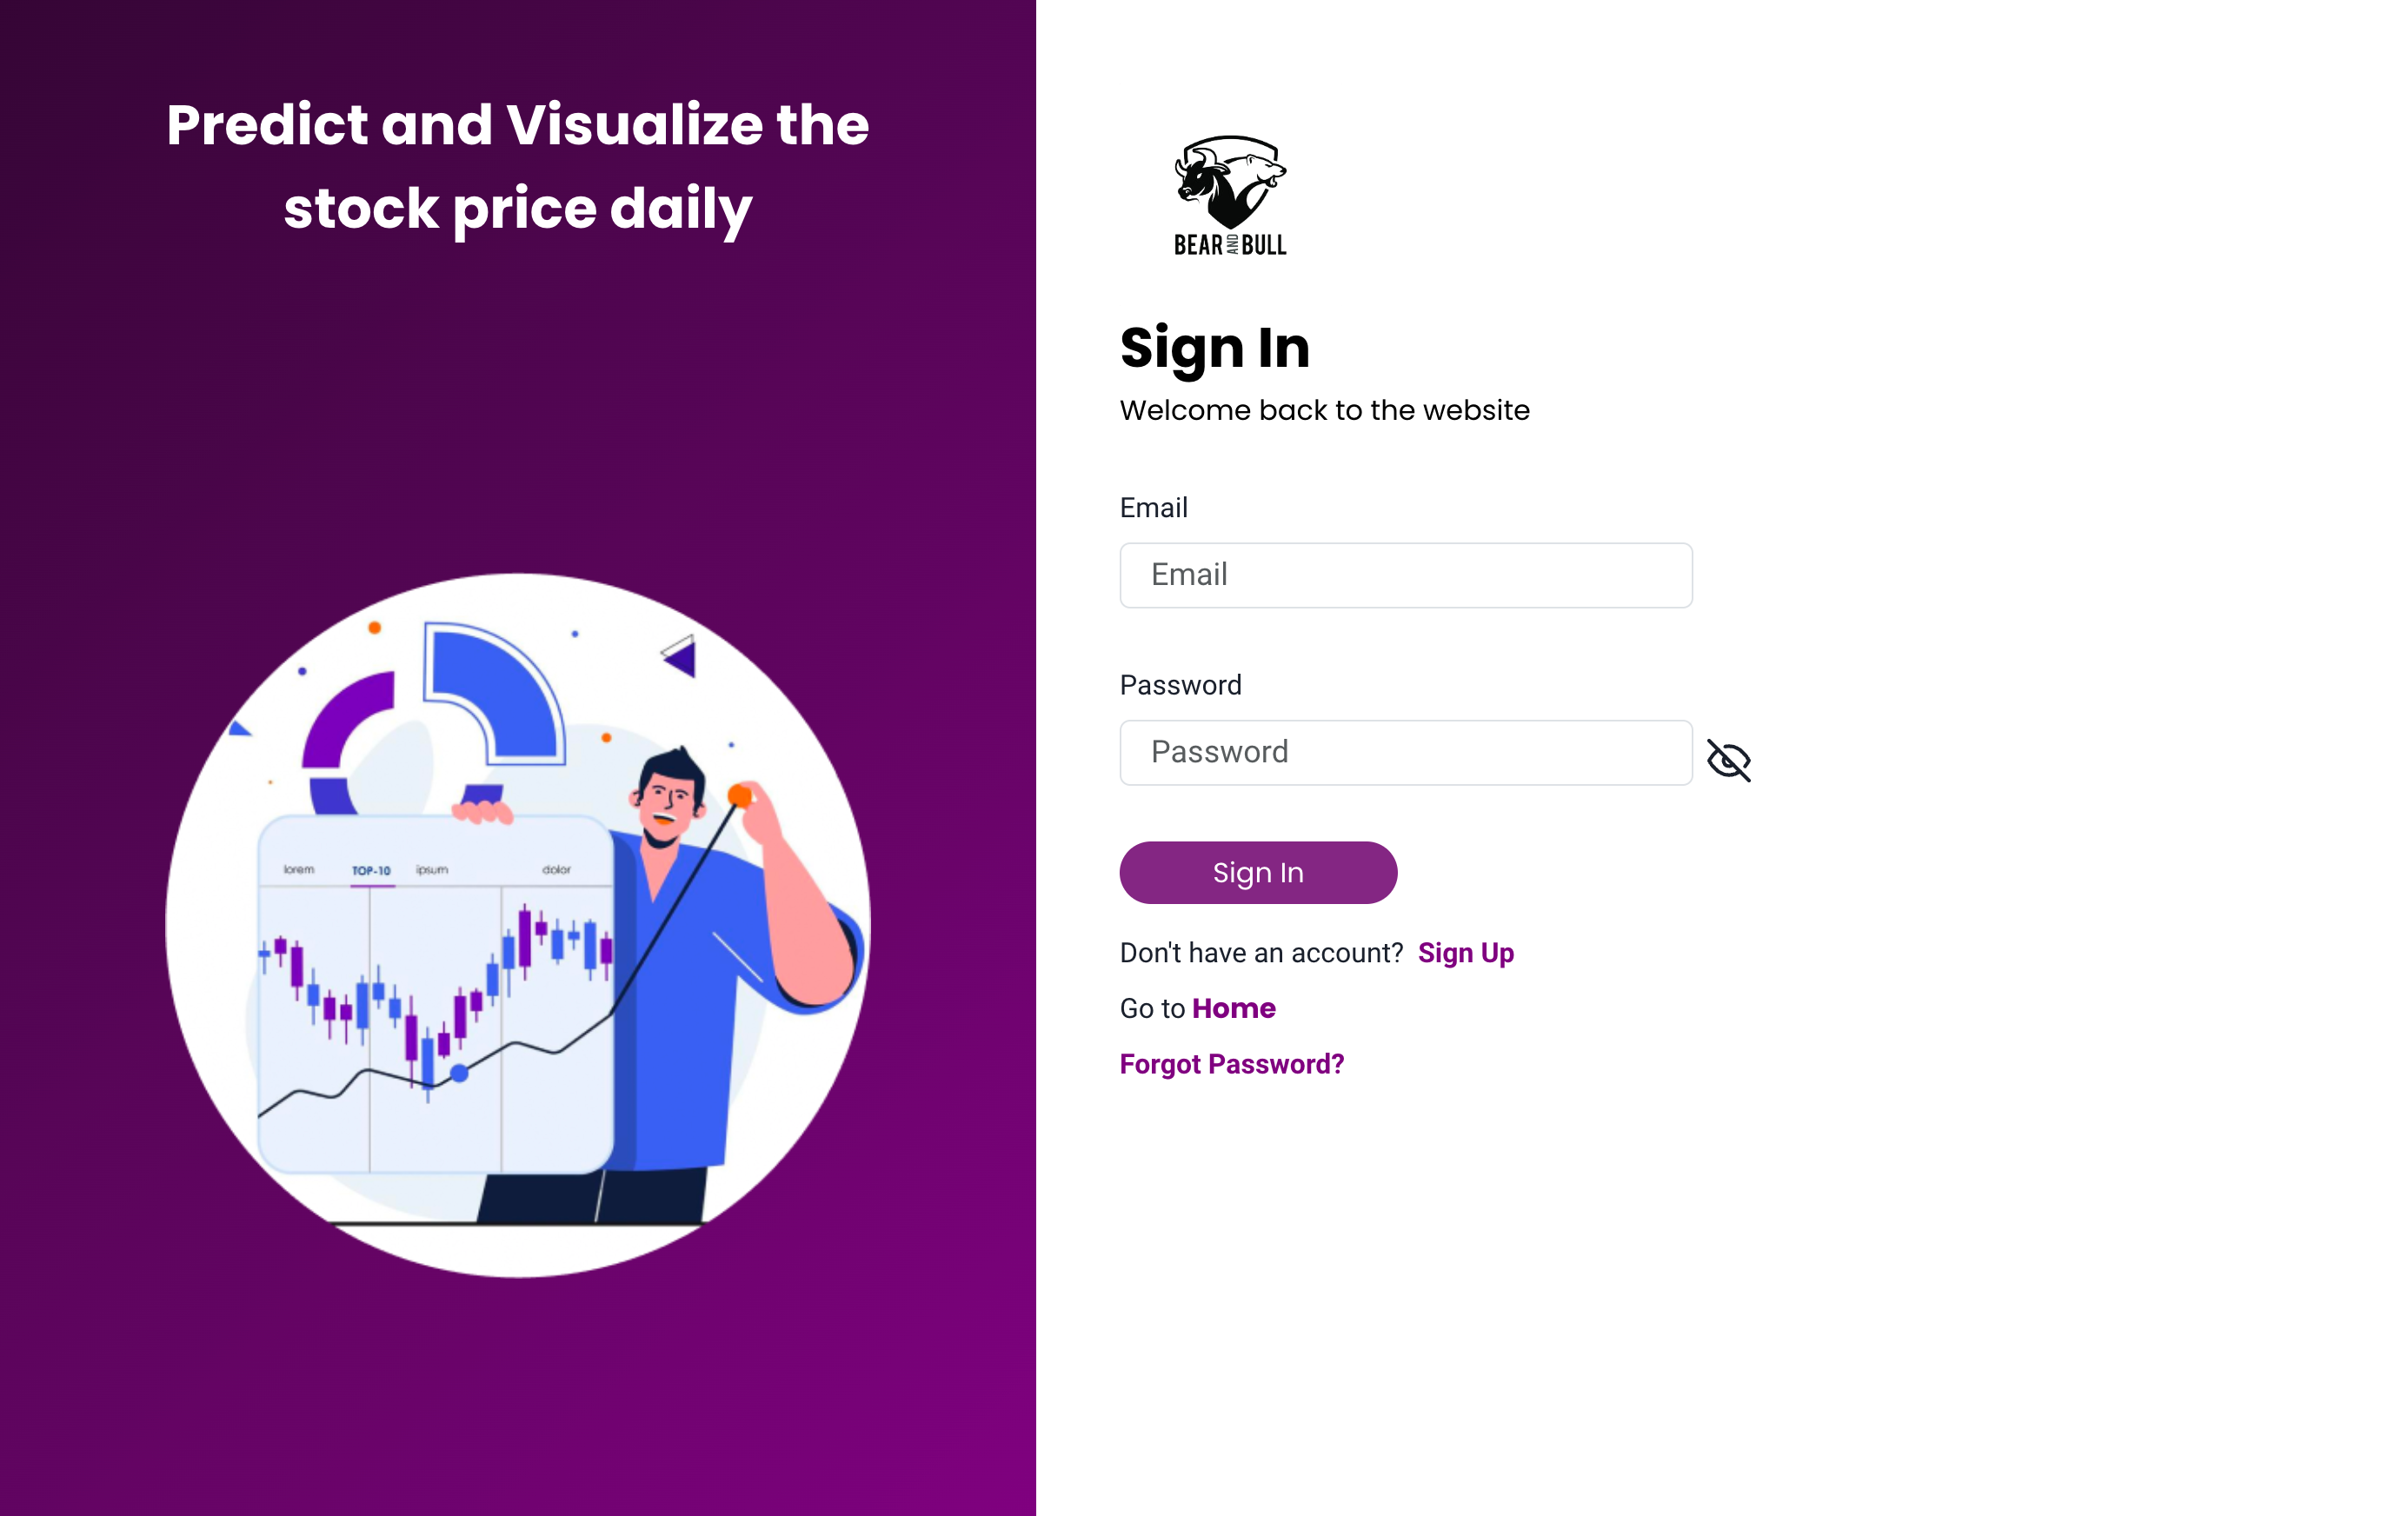 Predict and Visualize the
stock price daily
lorem TOP-10 ipsum dolor
BEAR AND BULL
Sign In
Welcome back to the website
Email
Email
Password
Password
Sign In
Don't have an account? Sign Up
Go to Home
Forgot Password?